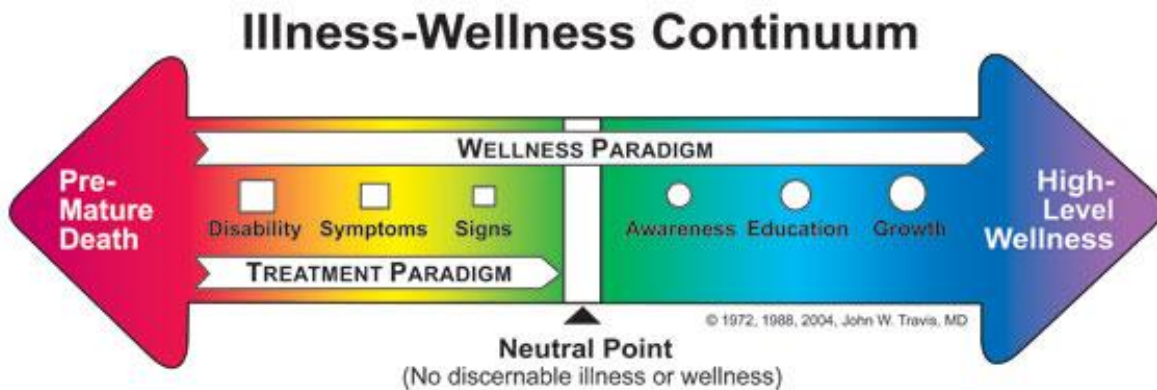 Illness-Wellness Continuum
WELLNESS PARADIGM
Pre-
Mature
Death
Disability Symptoms Signs Awareness Education Growth
High-
Level
Wellness
TREATMENT PARADIGM
© 1972, 1988, 2004, John W. Travis, MD
Neutral Point
(No discernable illness or wellness)